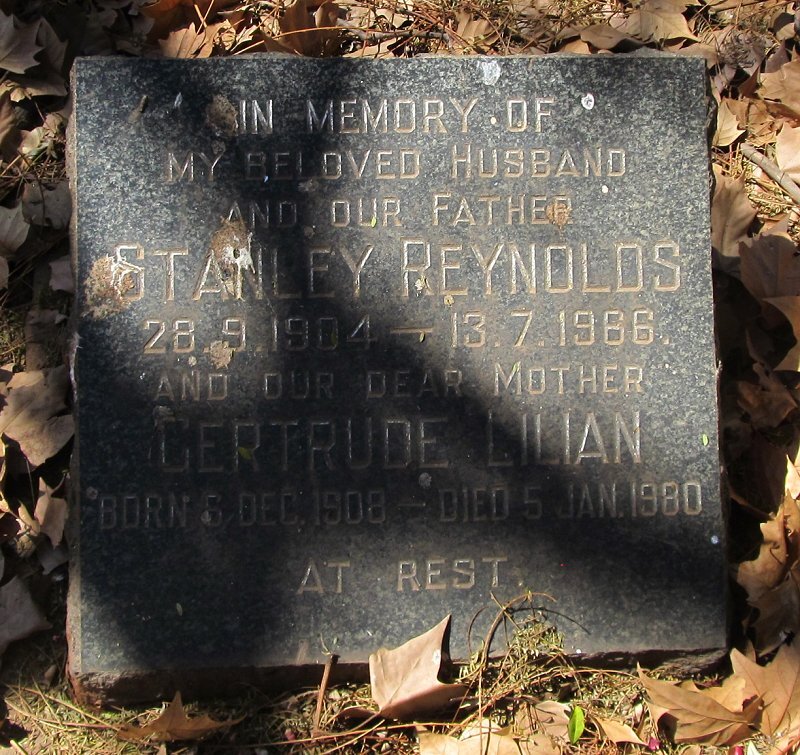 IN MEMORY OF
MY BELOVED HUSBAND
AND OUR FATHER
STANLEY REYNOLDS
28.9.1904 — 13.7.1966.
AND OUR DEAR MOTHER
GERTRUDE LILIAN
BORN 6 DEC. 1908 — DIED 5 JAN. 1980
AT REST.